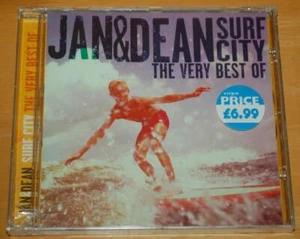 JAN&DEAN SURF
CITY
THE VERY BEST OF
PRICE
£6.99
JAN DEAN SURF CITY THE VERY BEST OF